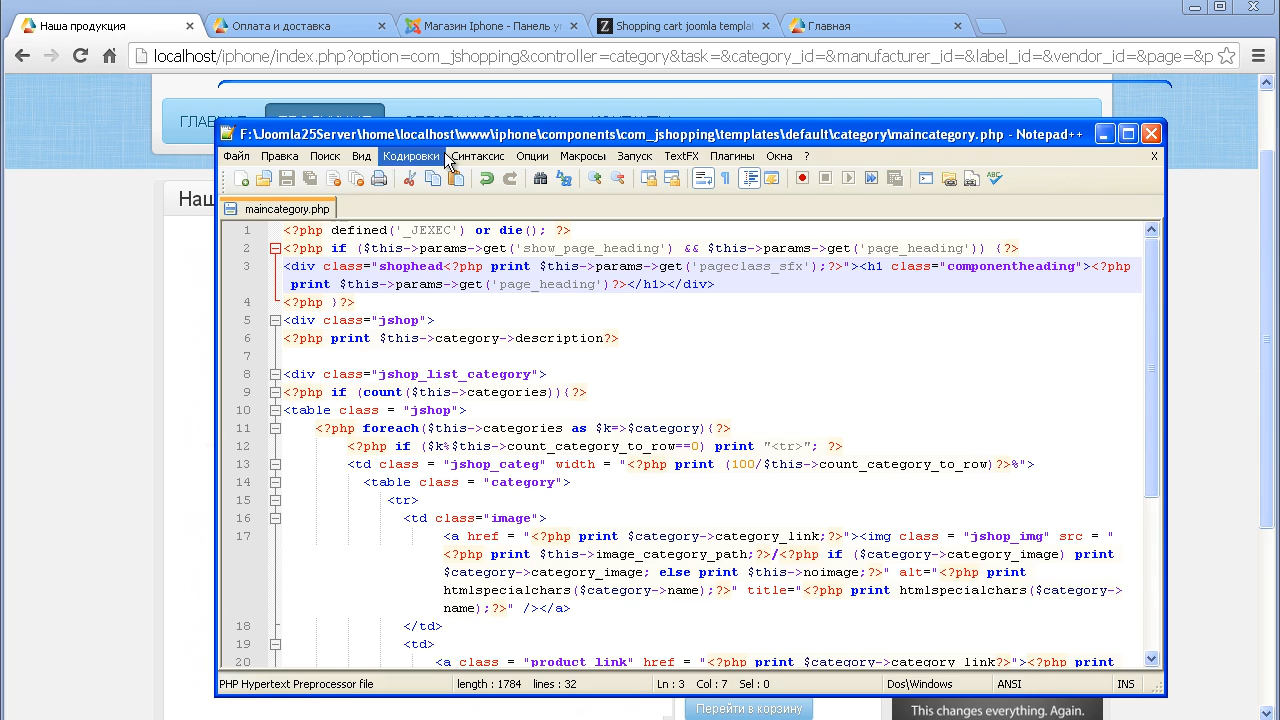 Наша продукция
Оплата и доставка
Магазин Iphone - Панель уп
Shopping cart joomla templat
Главная
localhost/iphone/index.php?option=com_jshopping&controller=category&task=&category_id=&manufacturer_id=&label_id=&vendor_id=&page=&p
F:\Joomla25Server\home\localhost\www\iphone\components\com_jshopping\templates\default\category\maincategory.php - Notepad++
Файл Правка Поиск Вид Кодировки Синтаксис Опции Макросы Запуск TextFX Плагины Окна ? X
Наш
maincategory.php
1 <?php defined('_JEXEC') or die(); ?>
2 <?php if ($this->params->get('show_page_heading') && $this->params->get('page_heading')) {?>
3 <div class="shophead<?php print $this->params->get('pageclass_sfx');?>"><h1 class="componentheading"><?php
print $this->params->get('page_heading')?></h1></div>
4 <?php }?>
5 <div class="jshop">
6 <?php print $this->category->description?>
7
8 <div class="jshop_list_category">
9 <?php if (count($this->categories)){?>
10 <table class = "jshop">
11 <?php foreach($this->categories as $k=>$category){?>
12 <?php if ($k%$this->count_category_to_row==0) print "<tr>"; ?>
13 <td class = "jshop_categ" width = "<?php print (100/$this->count_category_to_row)?>%">
14 <table class = "category">
15 <tr>
16 <td class="image">
17 <a href = "<?php print $category->category_link;?>"><img class = "jshop_img" src = "
<?php print $this->image_category_path;?>/<?php if ($category->category_image) print
$category->category_image; else print $this->noimage;?>" alt="<?php print
htmlspecialchars($category->name);?>" title="<?php print htmlspecialchars($category->
name);?>" /></a>
18 </td>
19 <td>
20 <a class = "product_link" href = "<?php print $category->category_link?>"><?php print
PHP Hypertext Preprocessor file length : 1784 lines : 32 Ln : 3 Col : 7 Sel : 0 Dos\Windows ANSI INS
Перейти в корзину
This changes everything. Again.